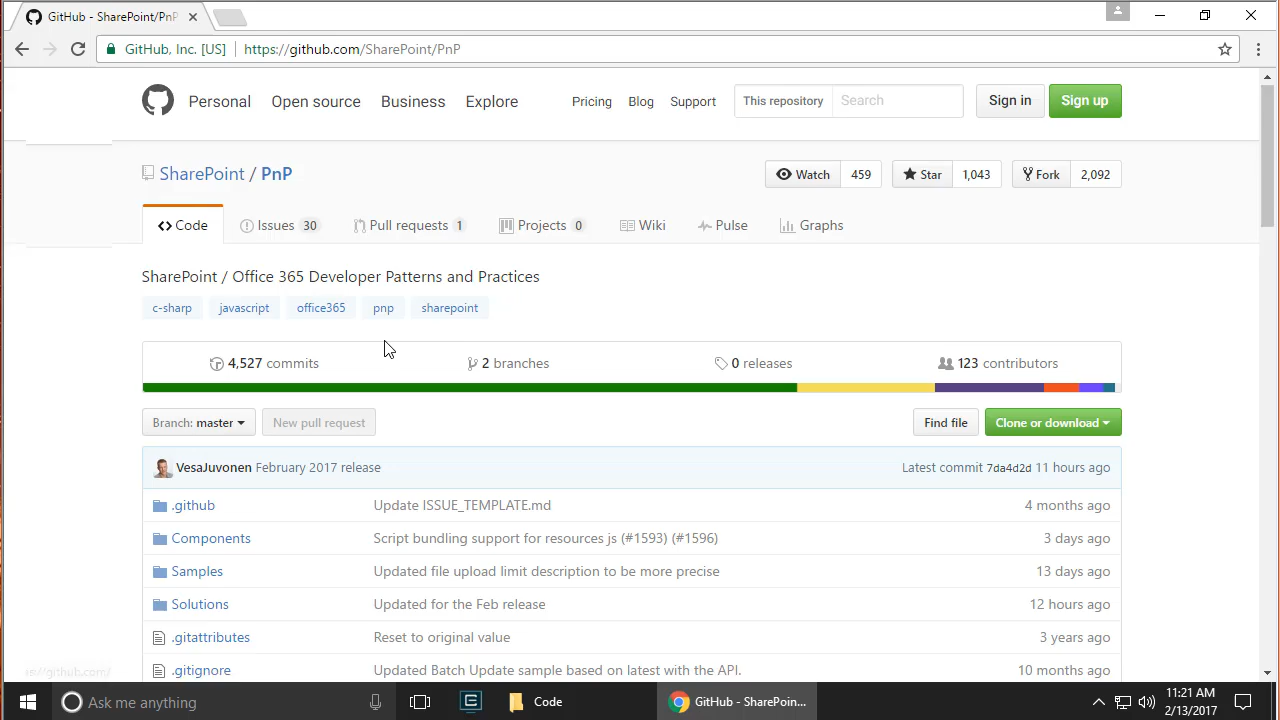 GitHub - SharePoint/PnP
GitHub, Inc. [US] https://github.com/SharePoint/PnP
Personal Open source Business Explore Pricing Blog Support This repository Search Sign in Sign up
SharePoint / PnP Watch 459 Star 1,043 Fork 2,092
Code Issues 30 Pull requests 1 Projects 0 Wiki Pulse Graphs
SharePoint / Office 365 Developer Patterns and Practices
c-sharp javascript office365 pnp sharepoint
4,527 commits 2 branches 0 releases 123 contributors
Branch: master New pull request Find file Clone or download
VesaJuvonen February 2017 release Latest commit 7da4d2d 11 hours ago
.github Update ISSUE_TEMPLATE.md 4 months ago
Components Script bundling support for resources js (#1593) (#1596) 3 days ago
Samples Updated file upload limit description to be more precise 13 days ago
Solutions Updated for the Feb release 12 hours ago
.gitattributes Reset to original value 3 years ago
.gitignore Updated Batch Update sample based on latest with the API. 10 months ago
Ask me anything Code GitHub - SharePoin... 11:21 AM
2/13/2017